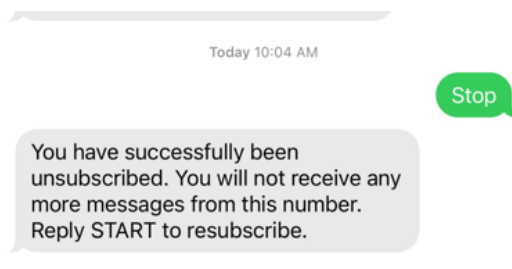 Today 10:04 AM
Stop
You have successfully been
unsubscribed. You will not receive any
more messages from this number.
Reply START to resubscribe.